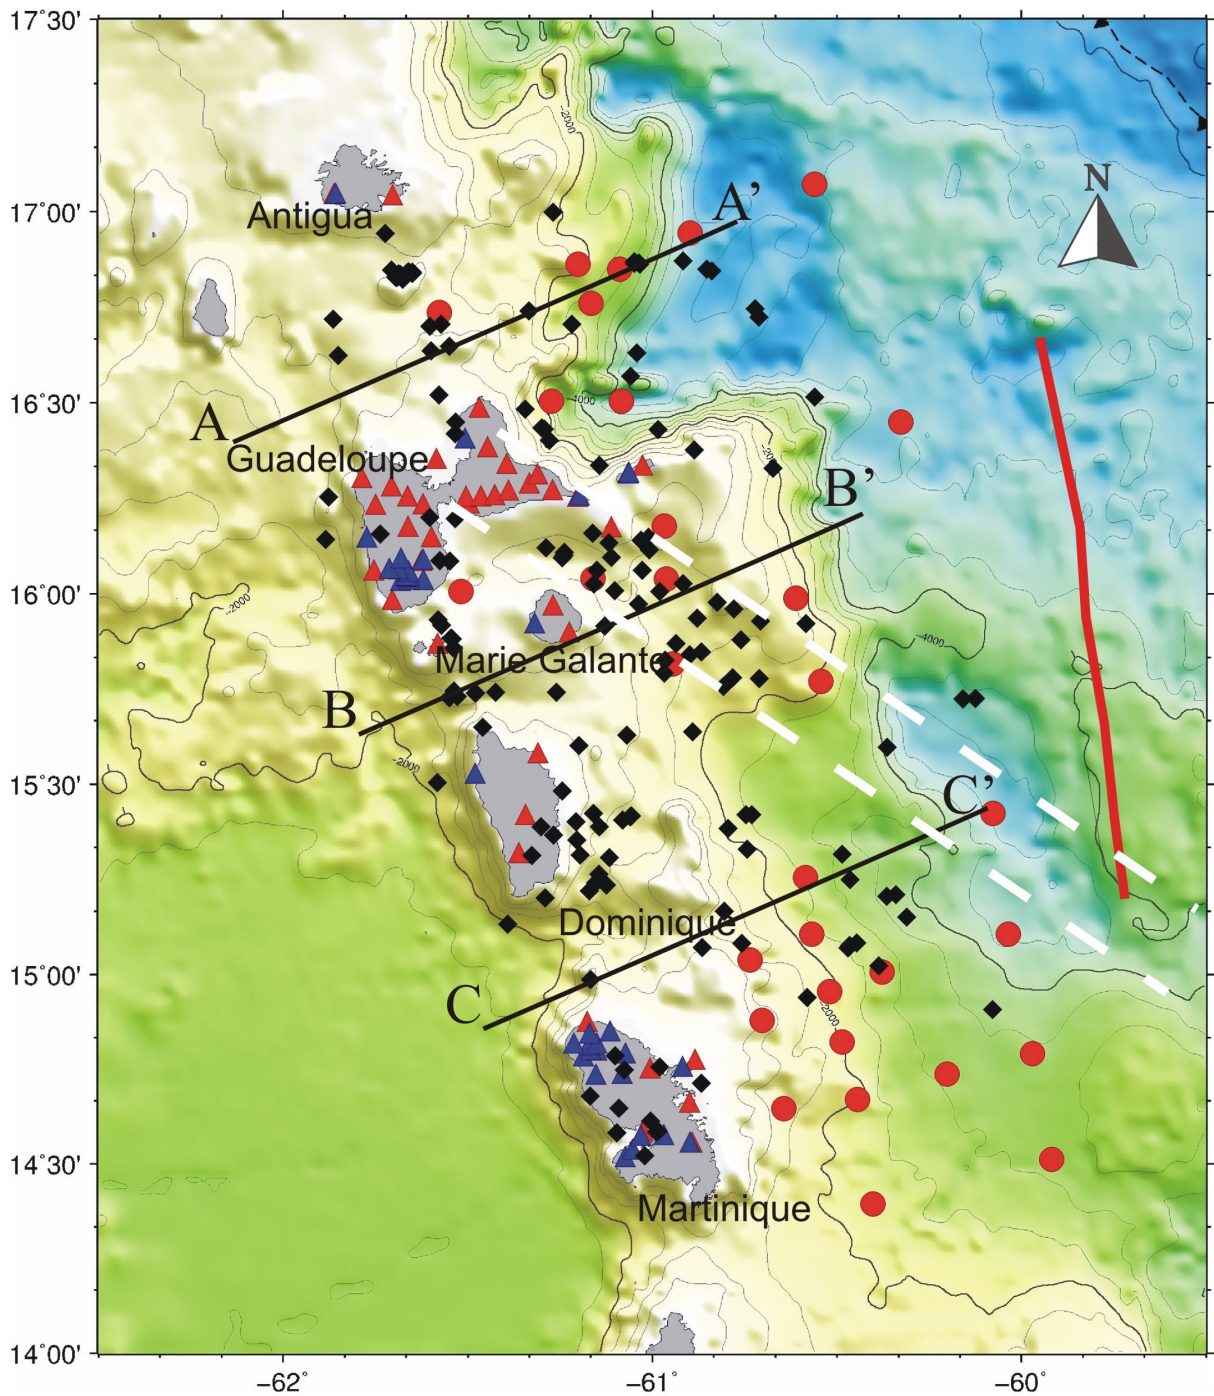 17°30'
-2000
N
A'
17°00'
Antigua
16°30'
-4000
A
Guadeloupe
-2000
B'
16°00'
-2000
-4000
Marie Galante
B
-2000
15°30'
C'
Dominique
15°00'
C
-2000
14°30'
Martinique
14°00'
-62° -61° -60°